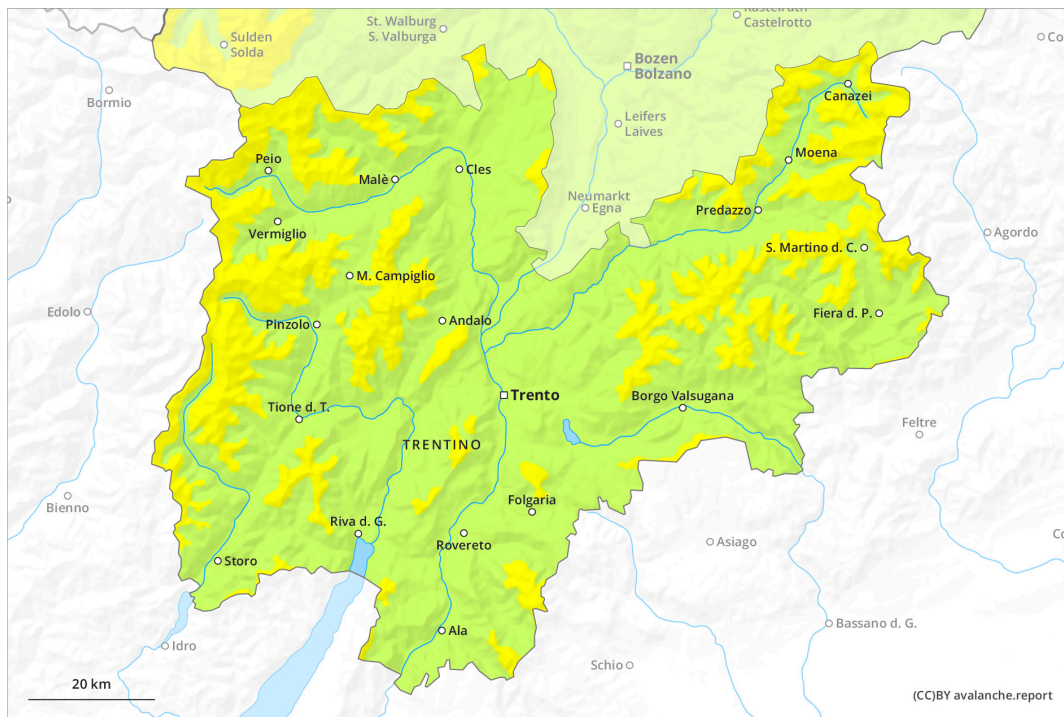 St. Walburg
S. Valburga
Kastelruth
Castelrotto
Sulden
Solda
Bozen
Bolzano
Co
Bormio
Canazei
Leifers
Laives
Moena
Peio
Malè
Cles
Neumarkt
Egna
Predazzo
Vermiglio
Agordo
S. Martino d. C.
M. Campiglio
Edolo
Pinzolo
Andalo
Fiera d. P.
Trento
Borgo Valsugana
Tione d. T.
Feltre
TRENTINO
Bienno
Folgaria
Riva d. G.
Rovereto
Asiago
Co
Storo
Bassano d. G.
Ala
Idro
Schio
20 km
(CC)BY avalanche.report